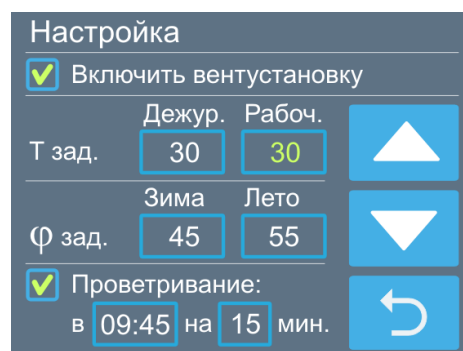 Настройка
Включить вентустановку
Дежур. Рабоч.
Т зад. 30 30
Зима Лето
φ зад. 45 55
Проветривание:
в 09:45 на 15 мин.